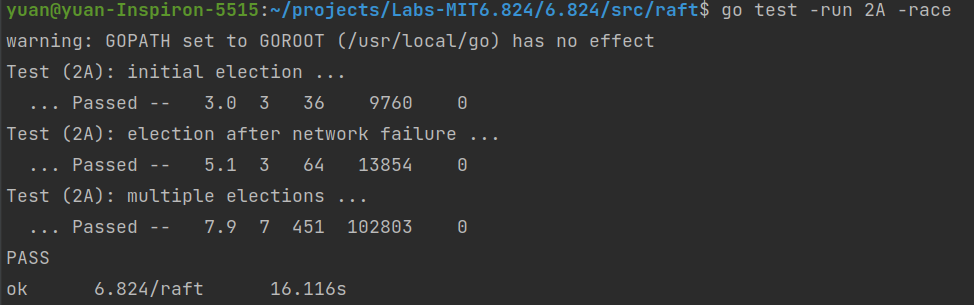 yuan@yuan-Inspiron-5515:~/projects/Labs-MIT6.824/6.824/src/raft$ go test -run 2A -race
warning: GOPATH set to GOROOT (/usr/local/go) has no effect
Test (2A): initial election ...
  ... Passed --   3.0  3   36    9760    0
Test (2A): election after network failure ...
  ... Passed --   5.1  3   64   13854    0
Test (2A): multiple elections ...
  ... Passed --   7.9  7  451  102803    0
PASS
ok      6.824/raft      16.116s